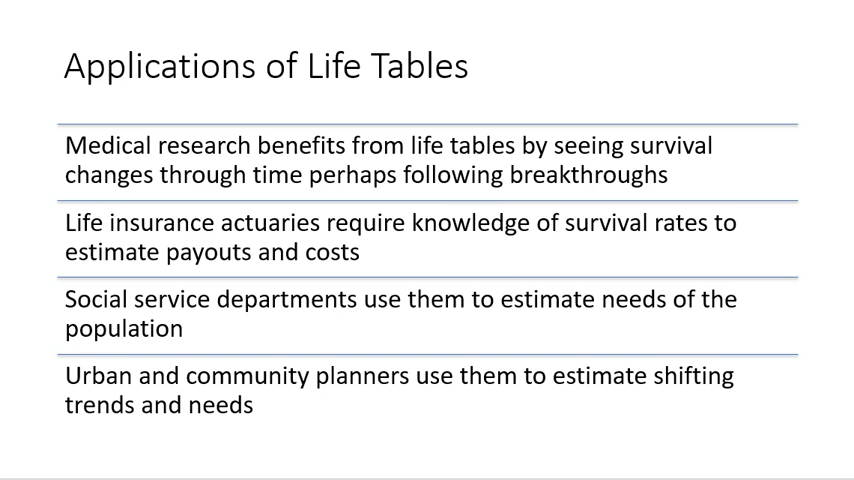 Applications of Life Tables
Medical research benefits from life tables by seeing survival
changes through time perhaps following breakthroughs
Life insurance actuaries require knowledge of survival rates to
estimate payouts and costs
Social service departments use them to estimate needs of the
population
Urban and community planners use them to estimate shifting
trends and needs